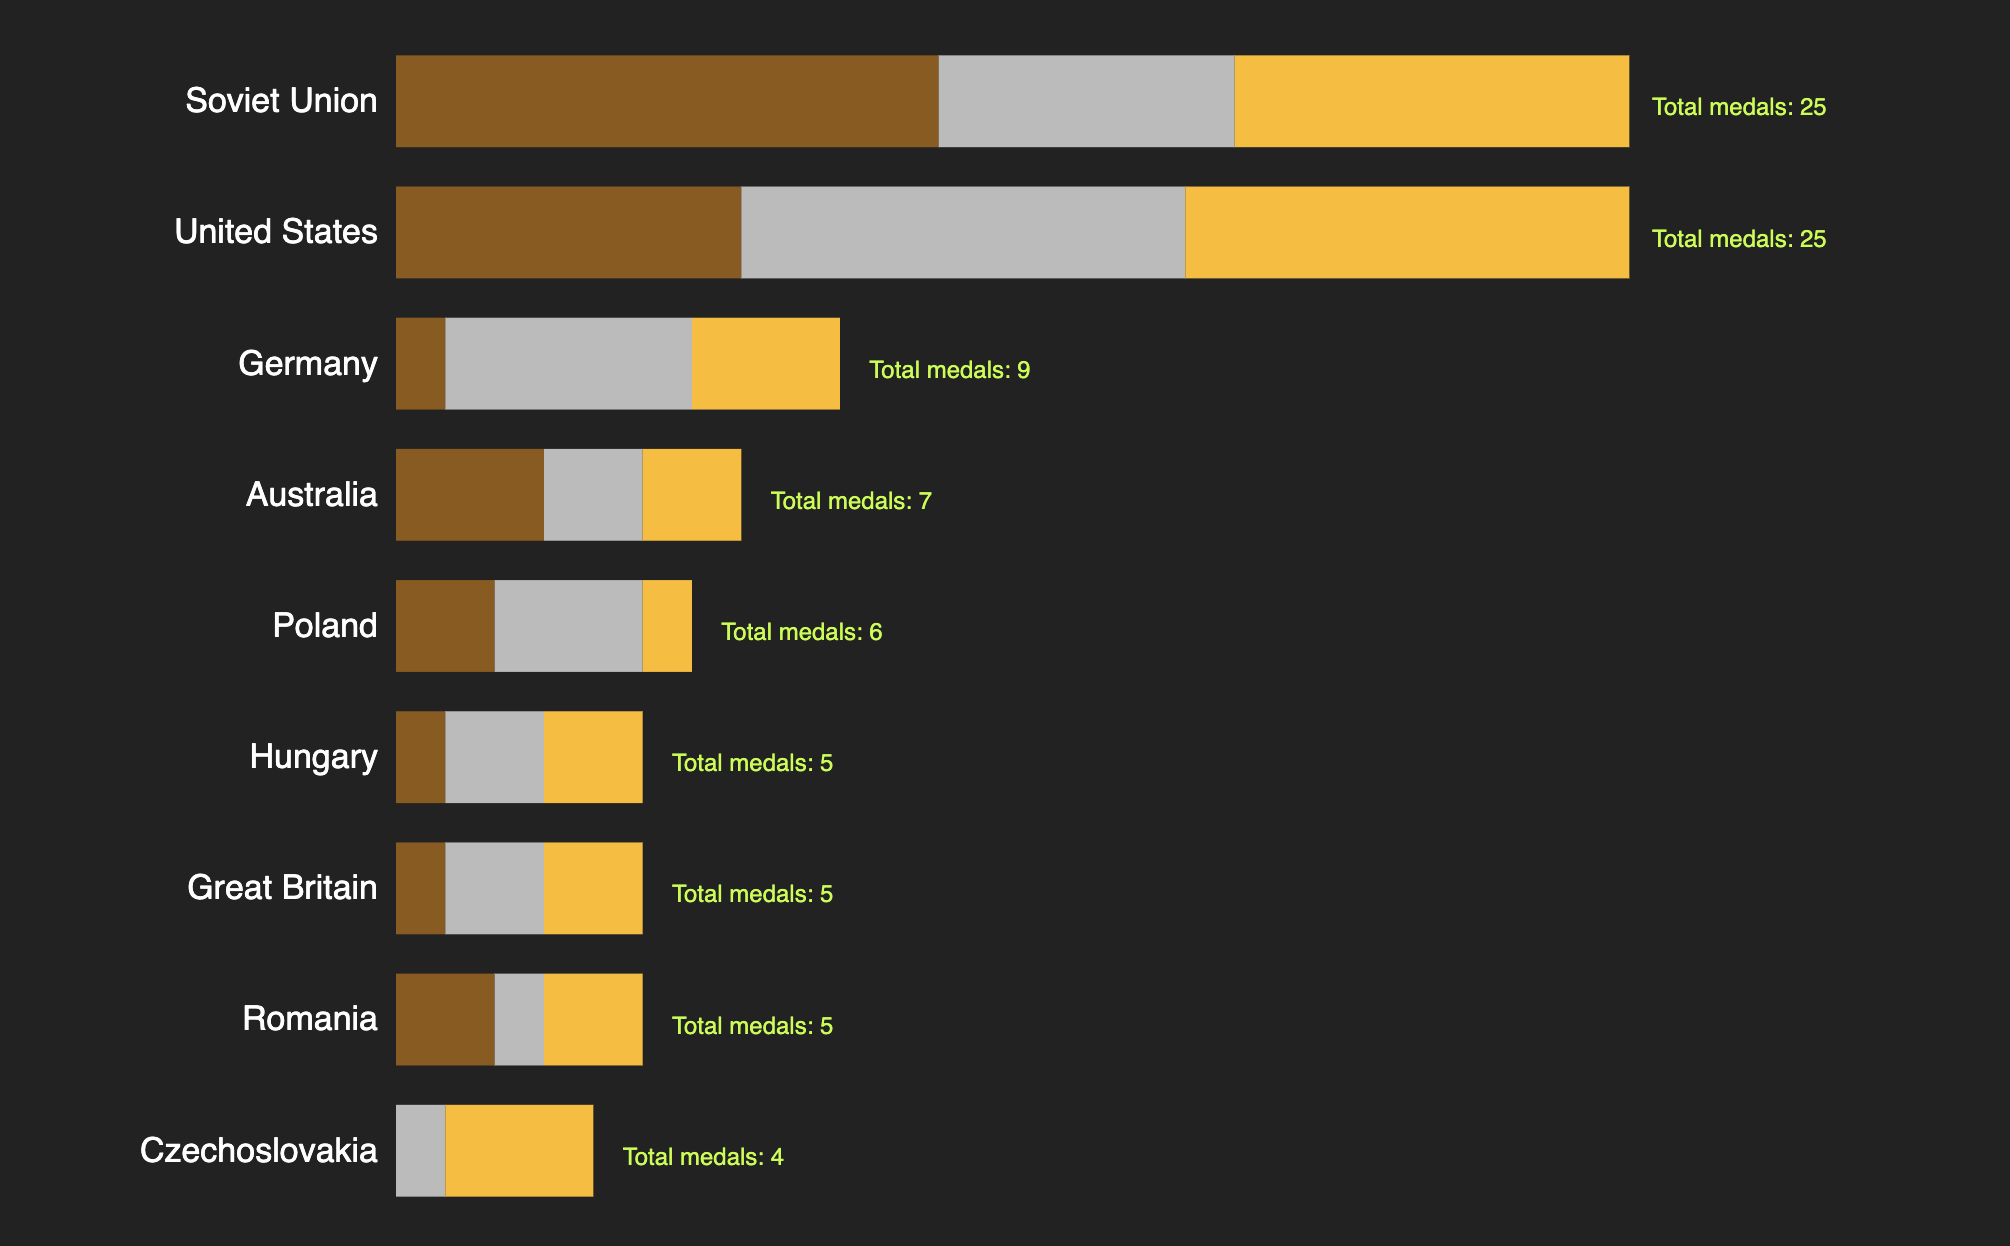 Soviet Union
Total medals: 25
United States
Total medals: 25
Germany
Total medals: 9
Australia
Total medals: 7
Poland
Total medals: 6
Hungary
Total medals: 5
Great Britain
Total medals: 5
Romania
Total medals: 5
Czechoslovakia
Total medals: 4